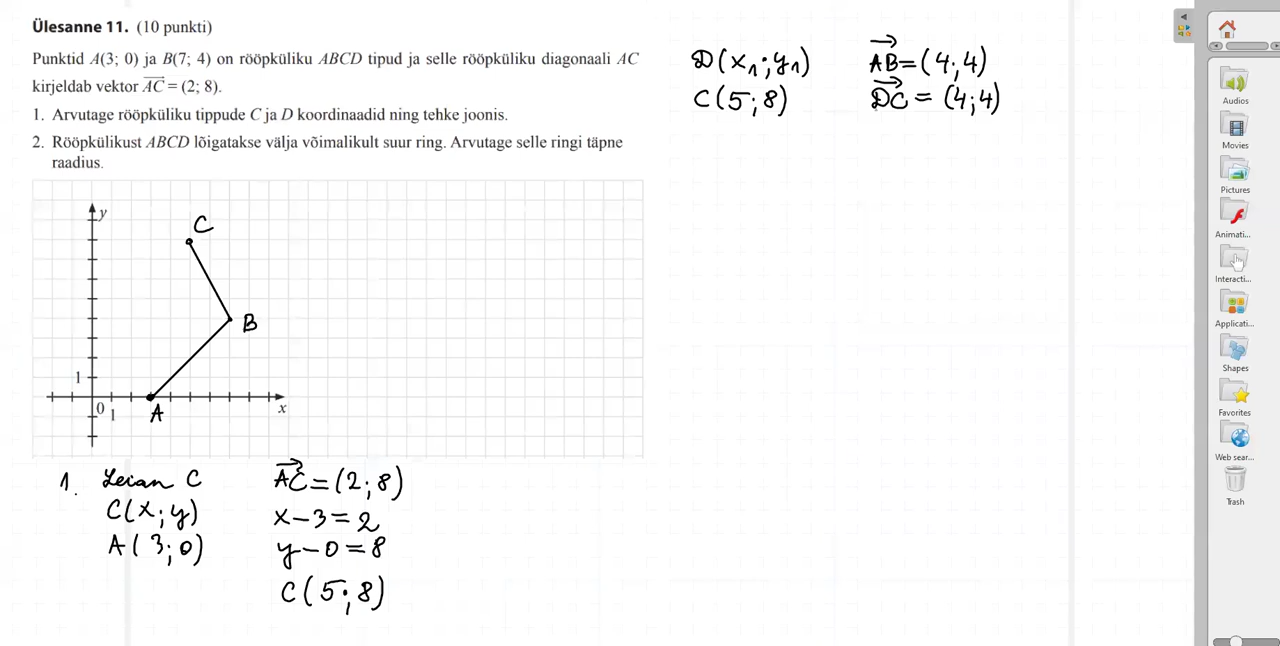 Ülesanne 11. (10 punkti)
Punktid A(3; 0) ja B(7; 4) on rööpküliku ABCD tipud ja selle rööpküliku diagonaali AC
kirjeldab vektor AC = (2; 8).
1. Arvutage rööpküliku tippude C ja D koordinaadid ning tehke joonis.
2. Rööpkülikust ABCD lõigatakse välja võimalikult suur ring. Arvutage selle ringi täpne
raadius.
y
C
B
1
0 1
A
x
1. Leian C
C(x; y)
A(3; 0)
AC = (2; 8)
x - 3 = 2
y - 0 = 8
C(5; 8)
D(x1; y1)
C(5; 8)
AB = (4; 4)
DC = (4; 4)
Audios
Movies
Pictures
Animati...
Interacti...
Applicati...
Shapes
Favorites
Web sear...
Trash